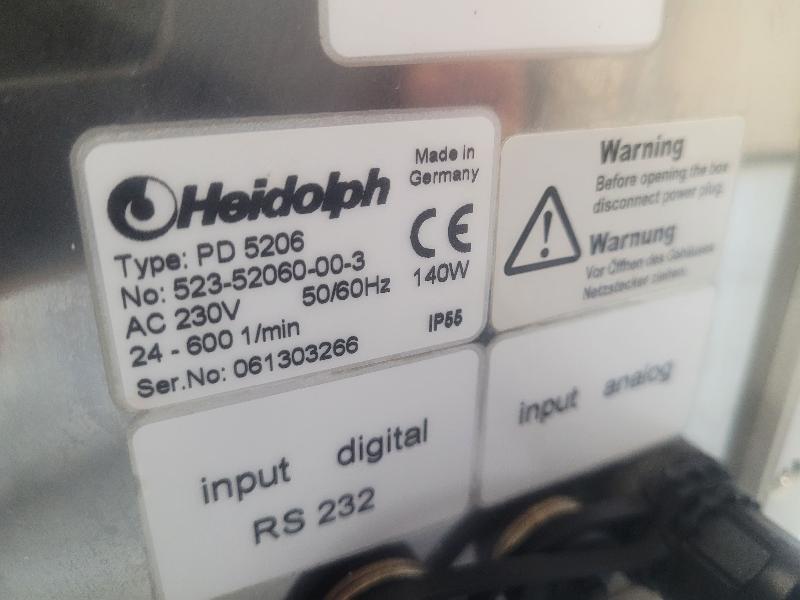 Heidolph
Made in
Germany
Type: PD 5206
No: 523-52060-00-3
AC 230V 50/60Hz 140W
24 - 600 1/min
IP55
Ser.No: 061303266
CE
Warning
Before opening the box
disconnect power plug.
Warnung
Vor Öffnen des Gehäuses
Netzstecker ziehen.
input digital
RS 232
input analog